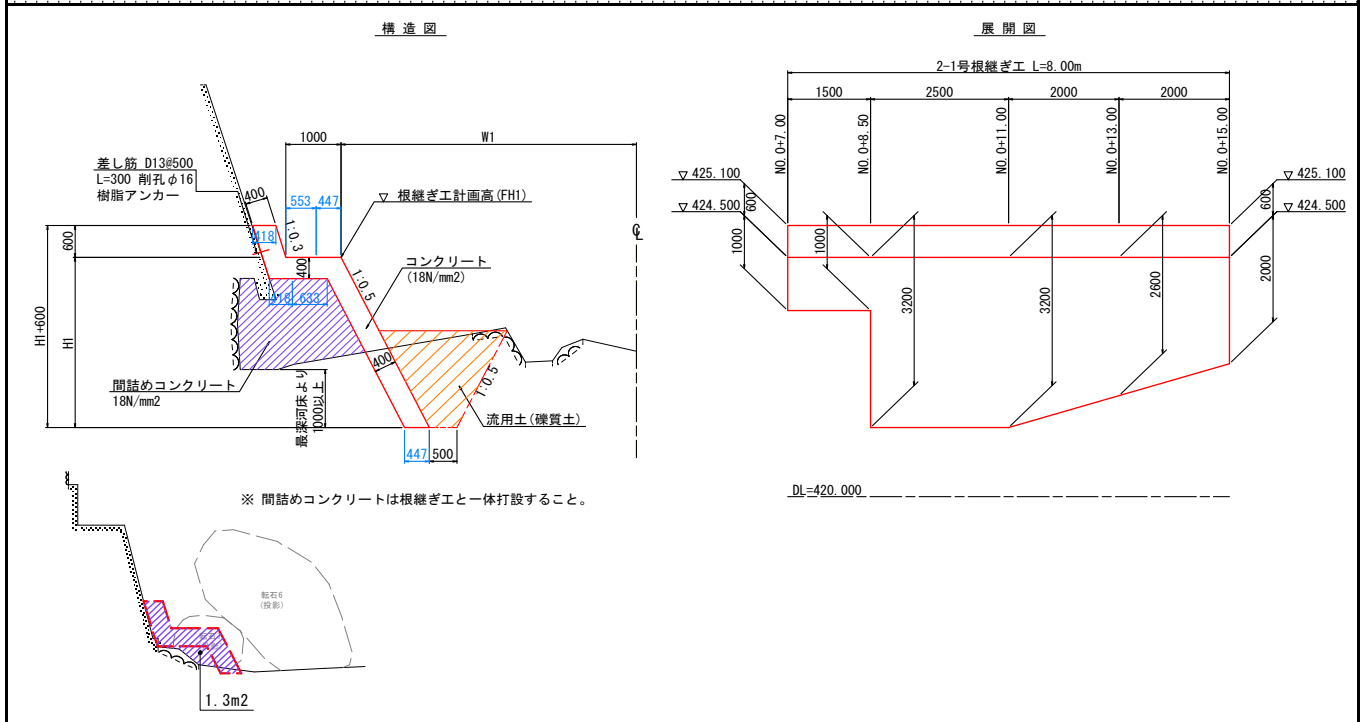 構 造 図
1000
W1
差し筋 D13@500
L=300 削孔φ16
樹脂アンカー
400
553
447
▽ 根継ぎ工計画高(FH1)
418
1:0.3
600
400
コンクリート
(18N/mm2)
1:0.5
℄
H1+600
H1
418
633
400
1:0.5
間詰めコンクリート
18N/mm2
最深河床より
1000以上
流用土(礫質土)
447
500
※ 間詰めコンクリートは根継ぎ工と一体打設すること。
転石6
(投影)
1.3m2
展 開 図
2-1号根継ぎ工 L=8.00m
1500
2500
2000
2000
NO.0+7.00
NO.0+8.50
NO.0+11.00
NO.0+13.00
NO.0+15.00
▽ 425.100
▽ 424.500
600
1000
1000
3200
3200
2600
▽ 425.100
▽ 424.500
600
2000
DL=420.000